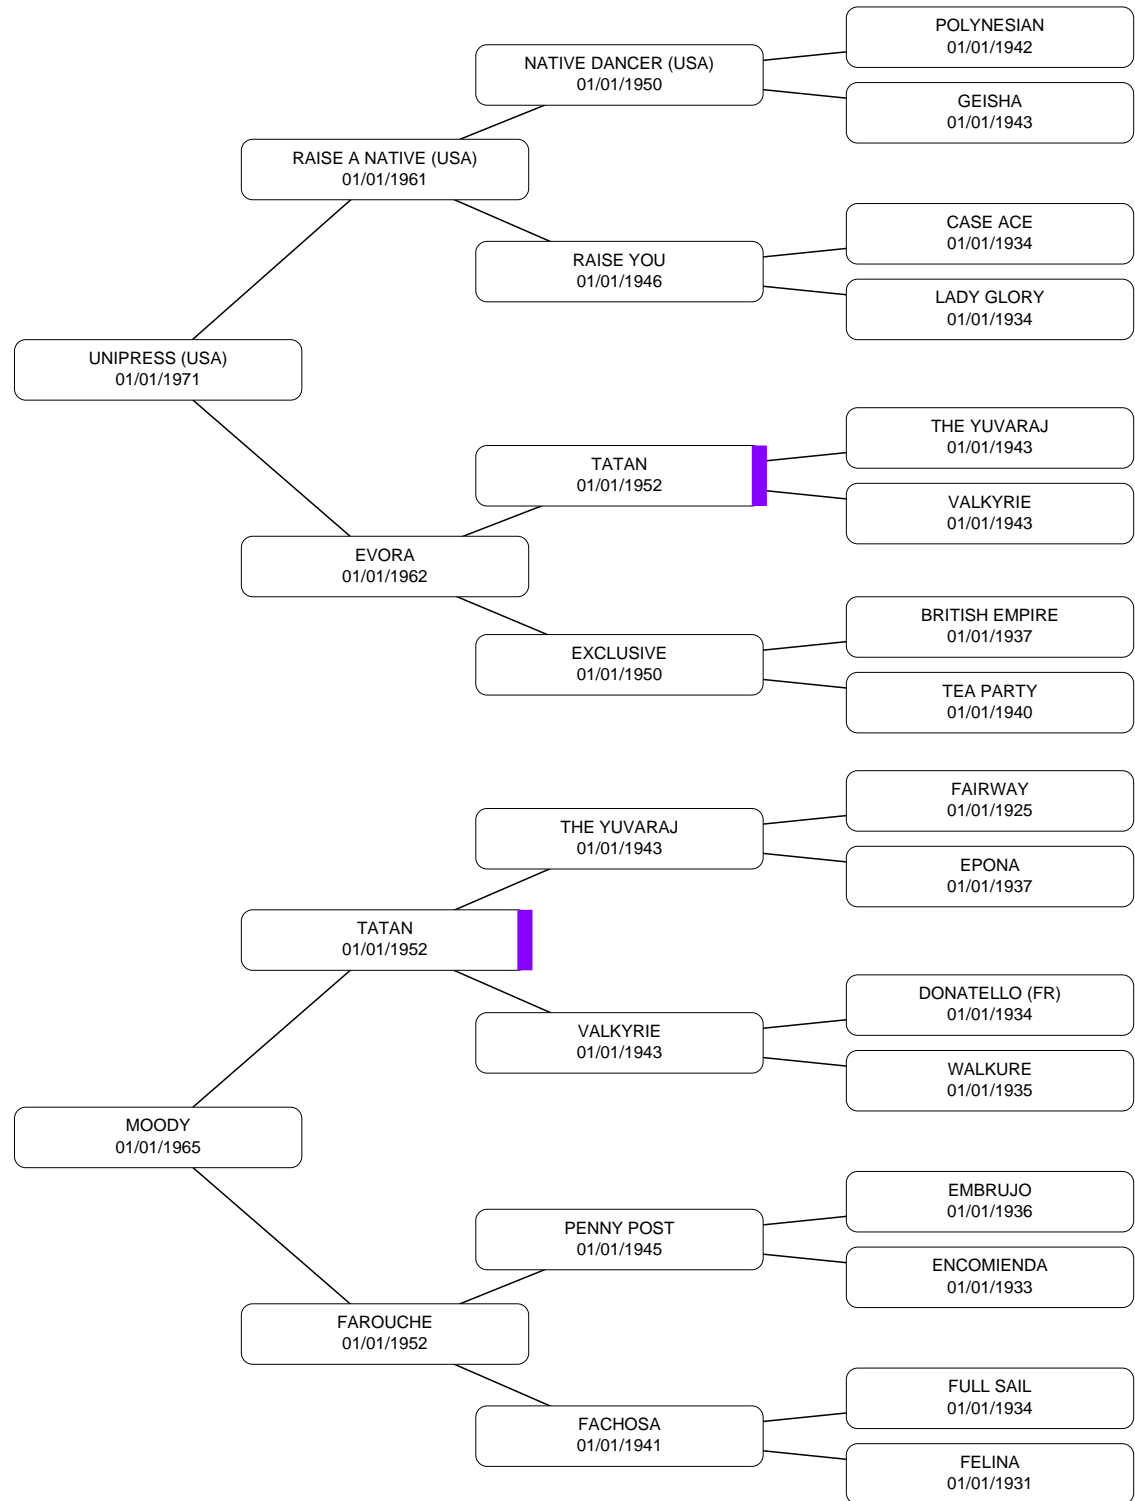 POLYNESIAN
01/01/1942
NATIVE DANCER (USA)
01/01/1950
GEISHA
01/01/1943
RAISE A NATIVE (USA)
01/01/1961
CASE ACE
01/01/1934
RAISE YOU
01/01/1946
LADY GLORY
01/01/1934
UNIPRESS (USA)
01/01/1971
THE YUVARAJ
01/01/1943
TATAN
01/01/1952
VALKYRIE
01/01/1943
EVORA
01/01/1962
BRITISH EMPIRE
01/01/1937
EXCLUSIVE
01/01/1950
TEA PARTY
01/01/1940
FAIRWAY
01/01/1925
THE YUVARAJ
01/01/1943
EPONA
01/01/1937
TATAN
01/01/1952
DONATELLO (FR)
01/01/1934
VALKYRIE
01/01/1943
WALKURE
01/01/1935
MOODY
01/01/1965
EMBRUJO
01/01/1936
PENNY POST
01/01/1945
ENCOMIENDA
01/01/1933
FAROUCHE
01/01/1952
FULL SAIL
01/01/1934
FACHOSA
01/01/1941
FELINA
01/01/1931